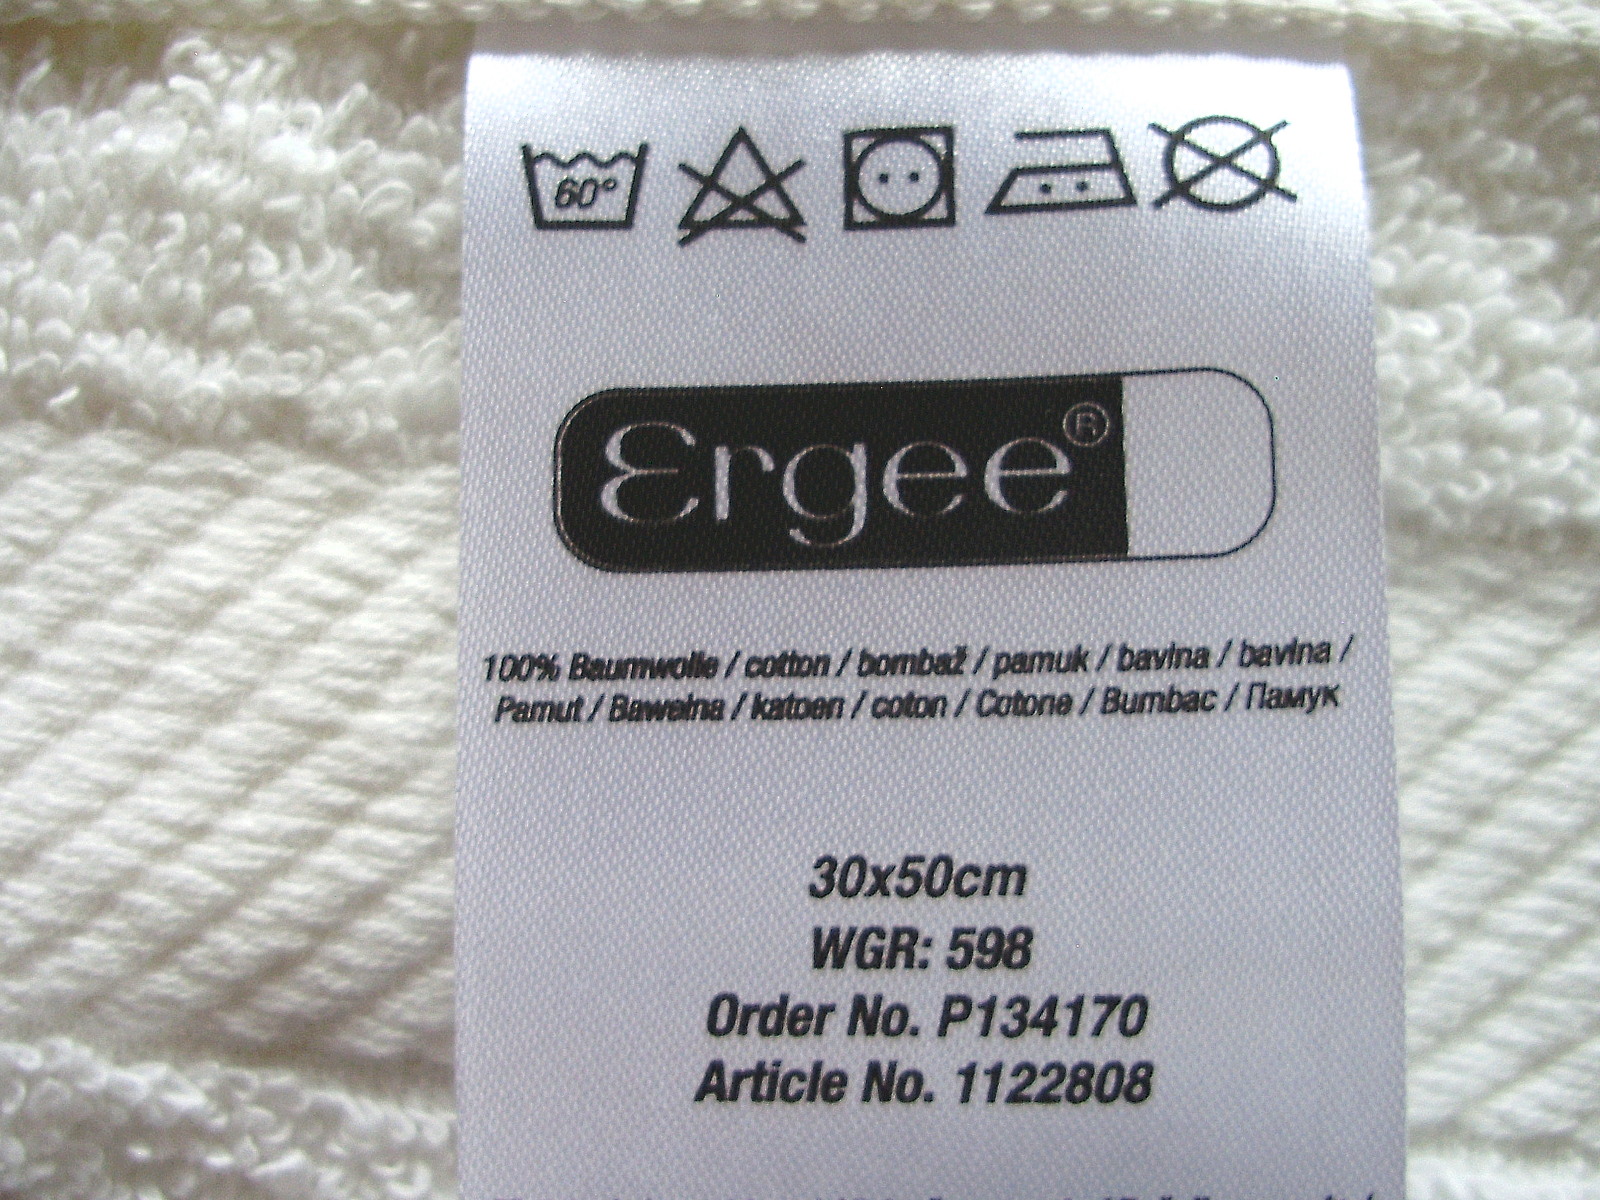 60°
Ergee®
100% Baumwolle / cotton / bombaž / pamuk / bavlna / bavlna /
Pamut / Bawełna / katoen / coton / Cotone / Bumbac / Памук
30x50cm
WGR: 598
Order No. P134170
Article No. 1122808